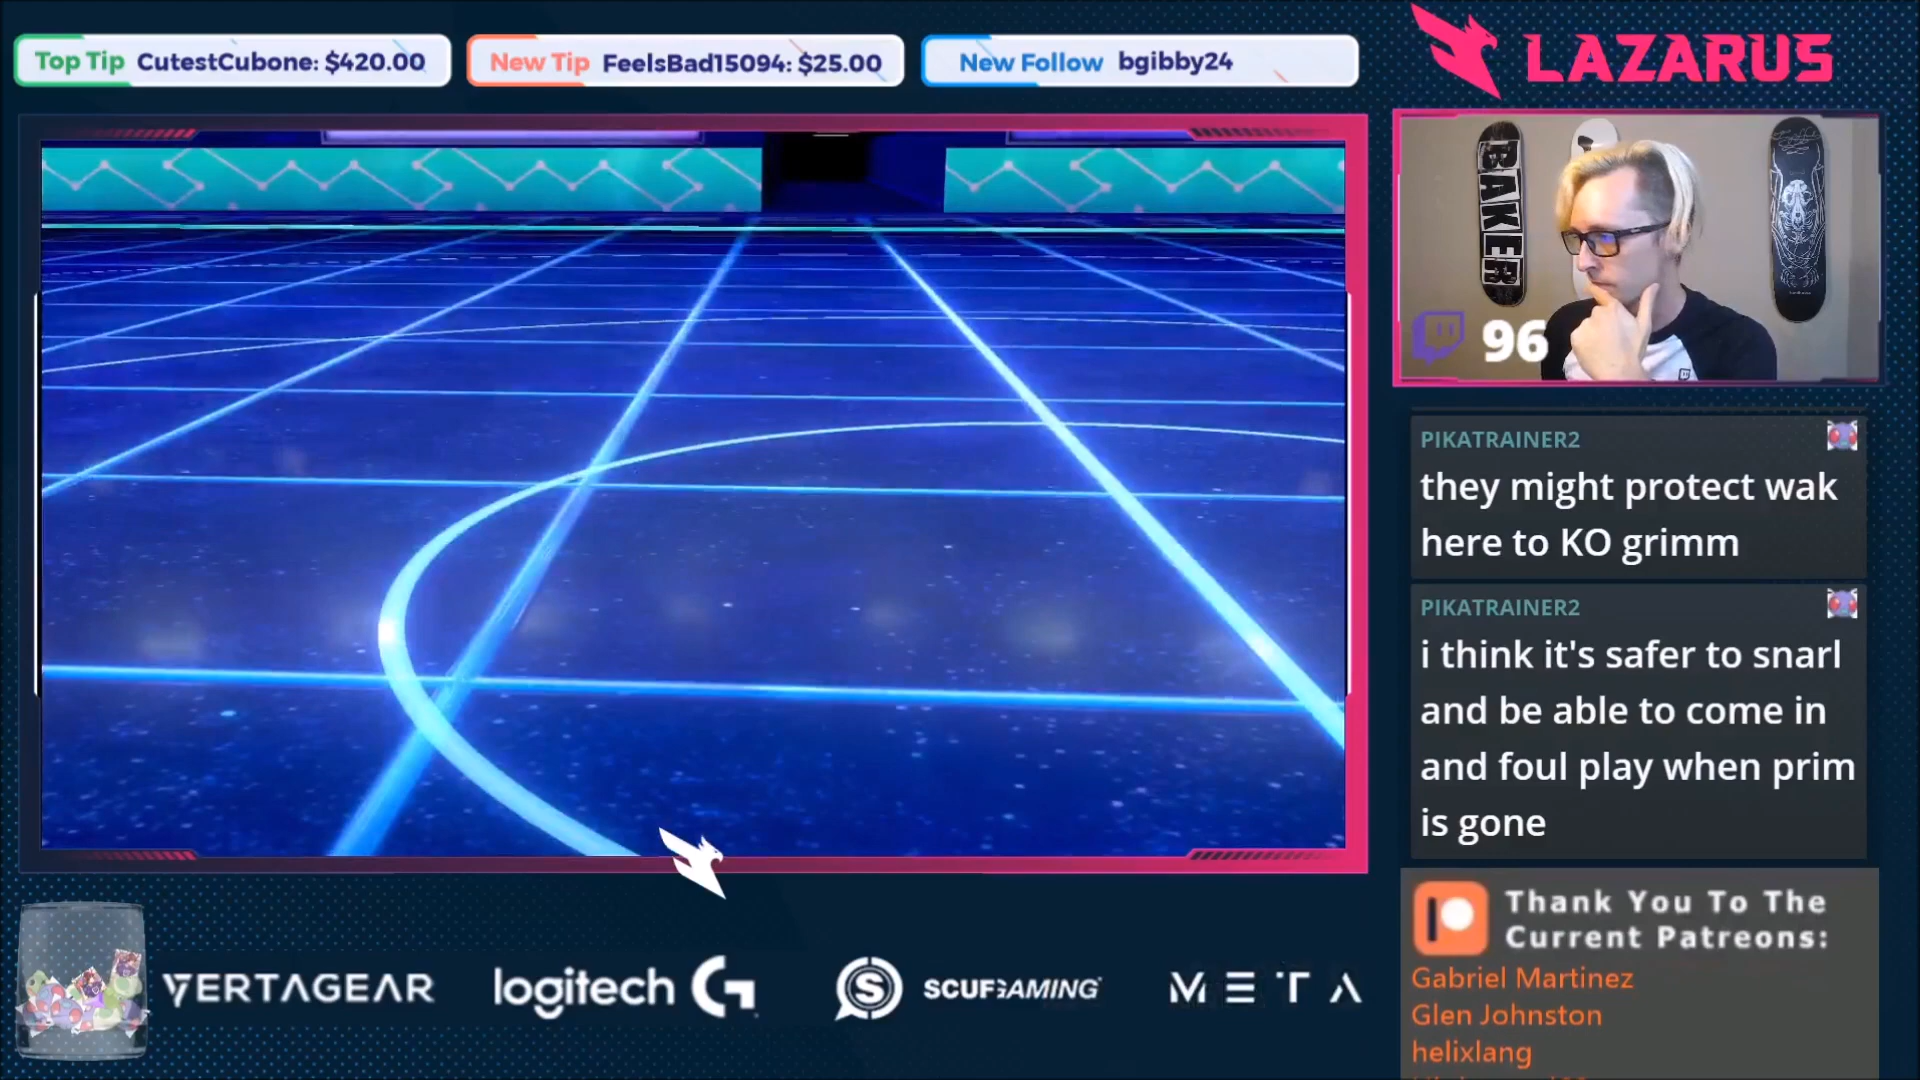 Top Tip CutestCubone: $420.00
New Tip FeelsBad15094: $25.00
New Follow bgibby24
LAZARUS
BAKER
96
PIKATRAINER2
they might protect wak
here to KO grimm
PIKATRAINER2
i think it's safer to snarl
and be able to come in
and foul play when prim
is gone
Thank You To The
Current Patreons:
Gabriel Martinez
Glen Johnston
helixlang
VERTAGEAR
logitech G
S SCUFGAMING
META